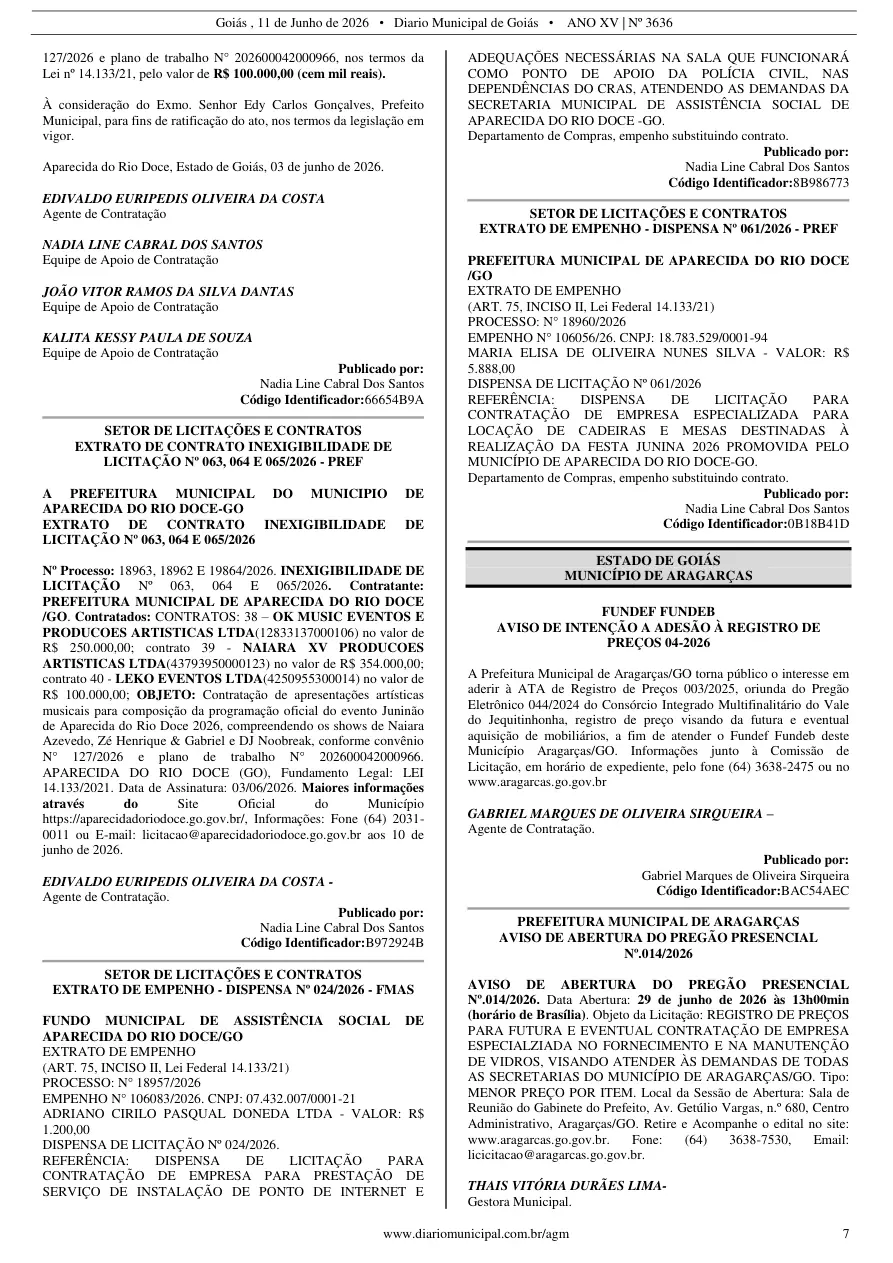 Goiás , 11 de Junho de 2026 • Diario Municipal de Goiás • ANO XV | Nº 3636
127/2026 e plano de trabalho N° 202600042000966, nos termos da
Lei nº 14.133/21, pelo valor de R$ 100.000,00 (cem mil reais).
À consideração do Exmo. Senhor Edy Carlos Gonçalves, Prefeito
Municipal, para fins de ratificação do ato, nos termos da legislação em
vigor.
Aparecida do Rio Doce, Estado de Goiás, 03 de junho de 2026.
EDIVALDO EURIPEDIS OLIVEIRA DA COSTA
Agente de Contratação
NADIA LINE CABRAL DOS SANTOS
Equipe de Apoio de Contratação
JOÃO VITOR RAMOS DA SILVA DANTAS
Equipe de Apoio de Contratação
KALITA KESSY PAULA DE SOUZA
Equipe de Apoio de Contratação
Publicado por:
Nadia Line Cabral Dos Santos
Código Identificador:66654B9A
SETOR DE LICITAÇÕES E CONTRATOS
EXTRATO DE CONTRATO INEXIGIBILIDADE DE
LICITAÇÃO Nº 063, 064 E 065/2026 - PREF
A PREFEITURA MUNICIPAL DO MUNICIPIO DE
APARECIDA DO RIO DOCE-GO
EXTRATO DE CONTRATO INEXIGIBILIDADE DE
LICITAÇÃO Nº 063, 064 E 065/2026
Nº Processo: 18963, 18962 E 19864/2026. INEXIGIBILIDADE DE
LICITAÇÃO Nº 063, 064 E 065/2026. Contratante:
PREFEITURA MUNICIPAL DE APARECIDA DO RIO DOCE
/GO. Contratados: CONTRATOS: 38 – OK MUSIC EVENTOS E
PRODUCOES ARTISTICAS LTDA(12833137000106) no valor de
R$ 250.000,00; contrato 39 - NAIARA XV PRODUCOES
ARTISTICAS LTDA(43793950000123) no valor de R$ 354.000,00;
contrato 40 - LEKO EVENTOS LTDA(4250955300014) no valor de
R$ 100.000,00; OBJETO: Contratação de apresentações artísticas
musicais para composição da programação oficial do evento Juninão
de Aparecida do Rio Doce 2026, compreendendo os shows de Naiara
Azevedo, Zé Henrique & Gabriel e DJ Noobreak, conforme convênio
N° 127/2026 e plano de trabalho N° 202600042000966.
APARECIDA DO RIO DOCE (GO), Fundamento Legal: LEI
14.133/2021. Data de Assinatura: 03/06/2026. Maiores informações
através do Site Oficial do Município
https://aparecidadoriodoce.go.gov.br/, Informações: Fone (64) 2031-
0011 ou E-mail: licitacao@aparecidadoriodoce.go.gov.br aos 10 de
junho de 2026.
EDIVALDO EURIPEDIS OLIVEIRA DA COSTA -
Agente de Contratação.
Publicado por:
Nadia Line Cabral Dos Santos
Código Identificador:B972924B
SETOR DE LICITAÇÕES E CONTRATOS
EXTRATO DE EMPENHO - DISPENSA Nº 024/2026 - FMAS
FUNDO MUNICIPAL DE ASSISTÊNCIA SOCIAL DE
APARECIDA DO RIO DOCE/GO
EXTRATO DE EMPENHO
(ART. 75, INCISO II, Lei Federal 14.133/21)
PROCESSO: N° 18957/2026
EMPENHO N° 106083/2026. CNPJ: 07.432.007/0001-21
ADRIANO CIRILO PASQUAL DONEDA LTDA - VALOR: R$
1.200,00
DISPENSA DE LICITAÇÃO Nº 024/2026.
REFERÊNCIA: DISPENSA DE LICITAÇÃO PARA
CONTRATAÇÃO DE EMPRESA PARA PRESTAÇÃO DE
SERVIÇO DE INSTALAÇÃO DE PONTO DE INTERNET E
ADEQUAÇÕES NECESSÁRIAS NA SALA QUE FUNCIONARÁ
COMO PONTO DE APOIO DA POLÍCIA CIVIL, NAS
DEPENDÊNCIAS DO CRAS, ATENDENDO AS DEMANDAS DA
SECRETARIA MUNICIPAL DE ASSISTÊNCIA SOCIAL DE
APARECIDA DO RIO DOCE -GO.
Departamento de Compras, empenho substituindo contrato.
Publicado por:
Nadia Line Cabral Dos Santos
Código Identificador:8B986773
SETOR DE LICITAÇÕES E CONTRATOS
EXTRATO DE EMPENHO - DISPENSA Nº 061/2026 - PREF
PREFEITURA MUNICIPAL DE APARECIDA DO RIO DOCE
/GO
EXTRATO DE EMPENHO
(ART. 75, INCISO II, Lei Federal 14.133/21)
PROCESSO: N° 18960/2026
EMPENHO N° 106056/26. CNPJ: 18.783.529/0001-94
MARIA ELISA DE OLIVEIRA NUNES SILVA - VALOR: R$
5.888,00
DISPENSA DE LICITAÇÃO Nº 061/2026
REFERÊNCIA: DISPENSA DE LICITAÇÃO PARA
CONTRATAÇÃO DE EMPRESA ESPECIALIZADA PARA
LOCAÇÃO DE CADEIRAS E MESAS DESTINADAS À
REALIZAÇÃO DA FESTA JUNINA 2026 PROMOVIDA PELO
MUNICÍPIO DE APARECIDA DO RIO DOCE-GO.
Departamento de Compras, empenho substituindo contrato.
Publicado por:
Nadia Line Cabral Dos Santos
Código Identificador:0B18B41D
ESTADO DE GOIÁS
MUNICÍPIO DE ARAGARÇAS
FUNDEF FUNDEB
AVISO DE INTENÇÃO A ADESÃO À REGISTRO DE
PREÇOS 04-2026
A Prefeitura Municipal de Aragarças/GO torna público o interesse em
aderir à ATA de Registro de Preços 003/2025, oriunda do Pregão
Eletrônico 044/2024 do Consórcio Integrado Multifinalitário do Vale
do Jequitinhonha, registro de preço visando da futura e eventual
aquisição de mobiliários, a fim de atender o Fundef Fundeb deste
Município Aragarças/GO. Informações junto à Comissão de
Licitação, em horário de expediente, pelo fone (64) 3638-2475 ou no
www.aragarcas.go.gov.br
GABRIEL MARQUES DE OLIVEIRA SIRQUEIRA –
Agente de Contratação.
Publicado por:
Gabriel Marques de Oliveira Sirqueira
Código Identificador:BAC54AEC
PREFEITURA MUNICIPAL DE ARAGARÇAS
AVISO DE ABERTURA DO PREGÃO PRESENCIAL
Nº.014/2026
AVISO DE ABERTURA DO PREGÃO PRESENCIAL
Nº.014/2026. Data Abertura: 29 de junho de 2026 às 13h00min
(horário de Brasília). Objeto da Licitação: REGISTRO DE PREÇOS
PARA FUTURA E EVENTUAL CONTRATAÇÃO DE EMPRESA
ESPECIALZIADA NO FORNECIMENTO E NA MANUTENÇÃO
DE VIDROS, VISANDO ATENDER ÀS DEMANDAS DE TODAS
AS SECRETARIAS DO MUNICÍPIO DE ARAGARÇAS/GO. Tipo:
MENOR PREÇO POR ITEM. Local da Sessão de Abertura: Sala de
Reunião do Gabinete do Prefeito, Av. Getúlio Vargas, n.º 680, Centro
Administrativo, Aragarças/GO. Retire e Acompanhe o edital no site:
www.aragarcas.go.gov.br. Fone: (64) 3638-7530, Email:
licicitacao@aragarcas.go.gov.br.
THAIS VITÓRIA DURÃES LIMA-
Gestora Municipal.
www.diariomunicipal.com.br/agm 7